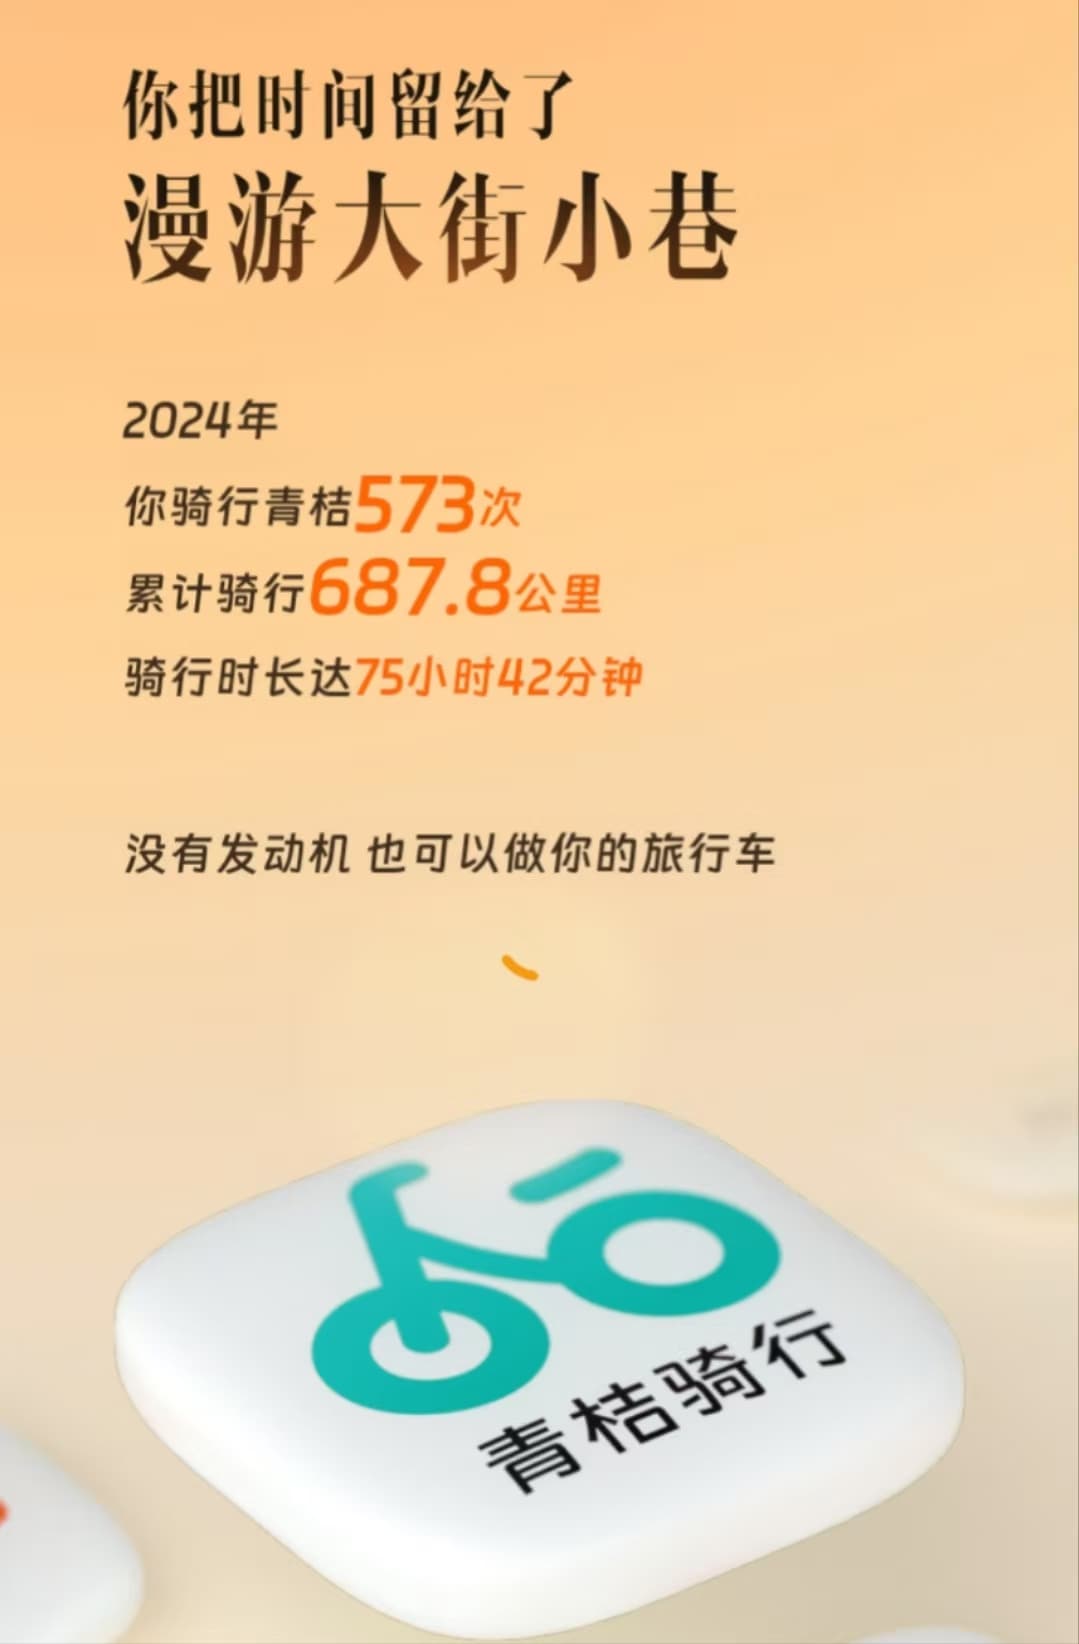 你把时间留给了
漫游大街小巷
2024年
你骑行青桔573次
累计骑行687.8公里
骑行时长达75小时42分钟
没有发动机 也可以做你的旅行车
青桔骑行